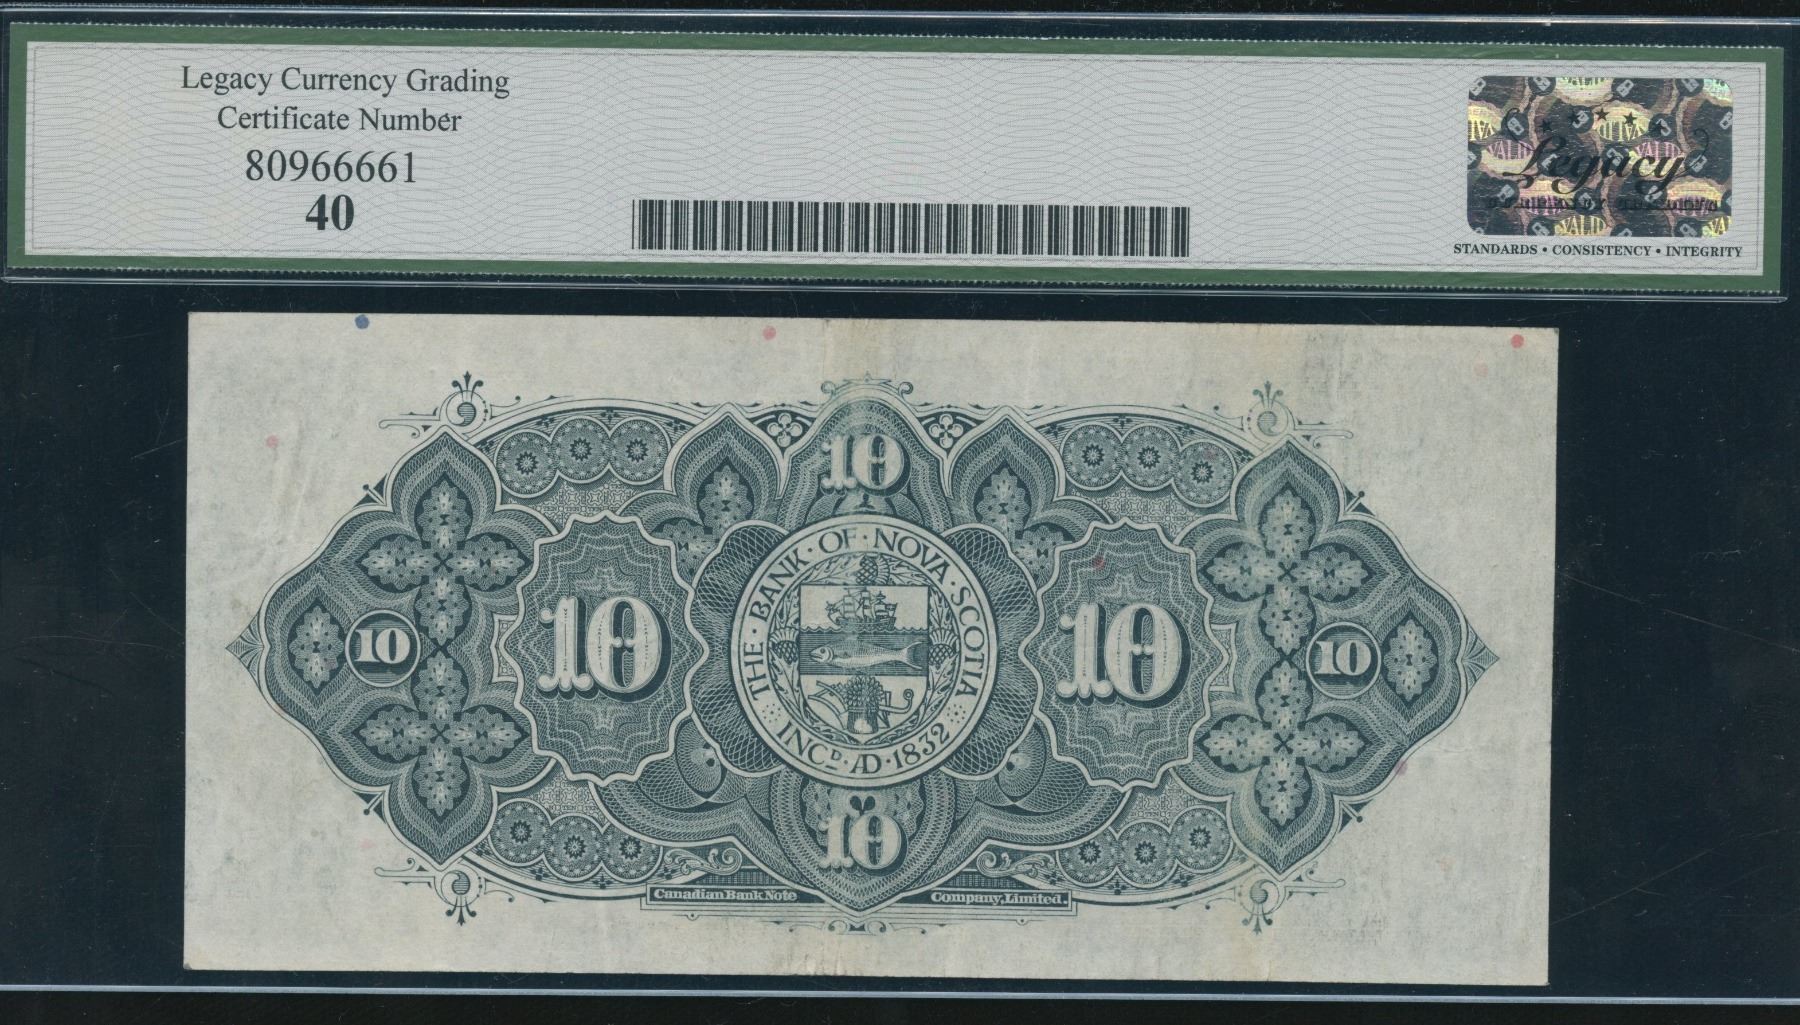 Legacy Currency Grading
Certificate Number
80966661
40
Legacy
STANDARDS • CONSISTENCY • INTEGRITY
10
THE · BANK · OF · NOVA · SCOTIA
INCD · AD · 1832
10
10
10
10
10
Canadian Bank Note Company, Limited.